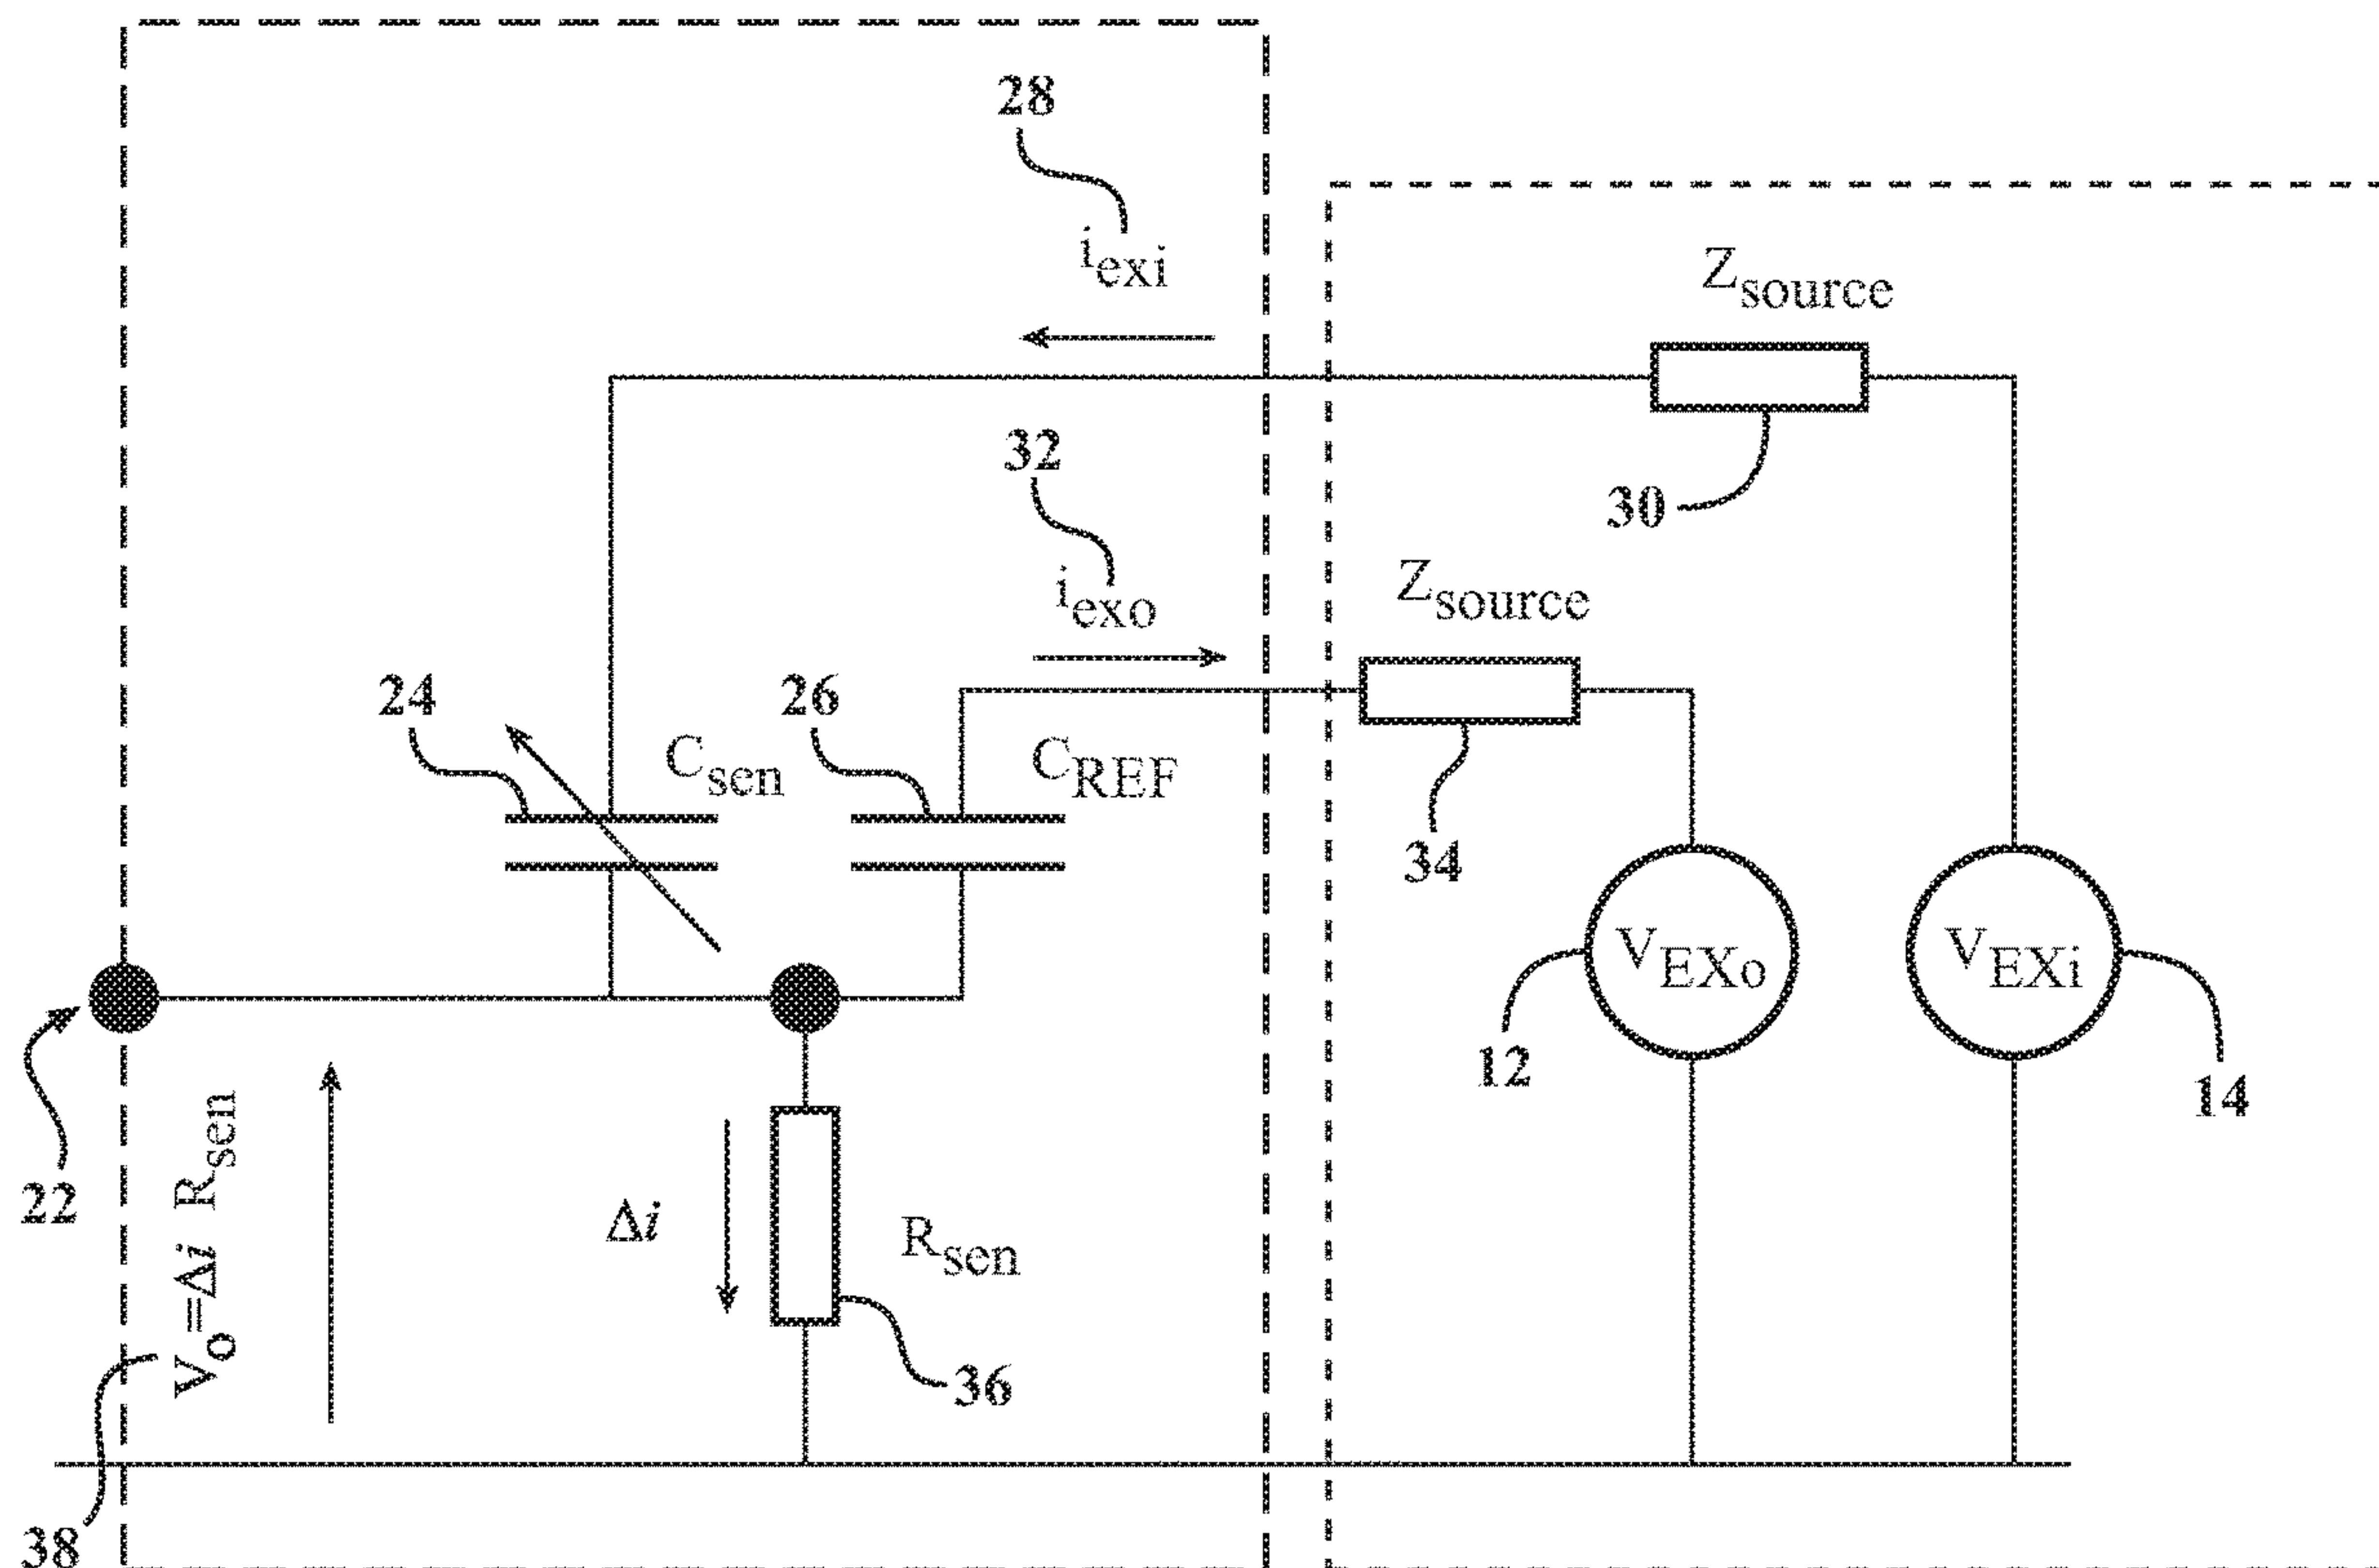 28
i_exi
Z_source
30
32
i_exo
Z_source
34
24
C_sen
26
C_REF
V_EXo
V_EXi
12
14
22
V_o=Δi R_sen
Δi
R_sen
36
38